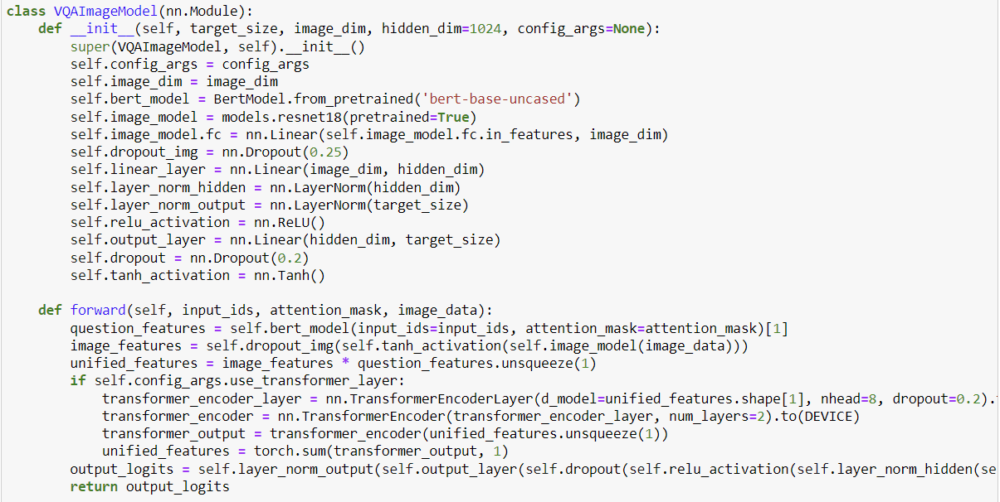 class VQAImageModel(nn.Module):
    def __init__(self, target_size, image_dim, hidden_dim=1024, config_args=None):
        super(VQAImageModel, self).__init__()
        self.config_args = config_args
        self.image_dim = image_dim
        self.bert_model = BertModel.from_pretrained('bert-base-uncased')
        self.image_model = models.resnet18(pretrained=True)
        self.image_model.fc = nn.Linear(self.image_model.fc.in_features, image_dim)
        self.dropout_img = nn.Dropout(0.25)
        self.linear_layer = nn.Linear(image_dim, hidden_dim)
        self.layer_norm_hidden = nn.LayerNorm(hidden_dim)
        self.layer_norm_output = nn.LayerNorm(target_size)
        self.relu_activation = nn.ReLU()
        self.output_layer = nn.Linear(hidden_dim, target_size)
        self.dropout = nn.Dropout(0.2)
        self.tanh_activation = nn.Tanh()
    def forward(self, input_ids, attention_mask, image_data):
        question_features = self.bert_model(input_ids=input_ids, attention_mask=attention_mask)[1]
        image_features = self.dropout_img(self.tanh_activation(self.image_model(image_data)))
        unified_features = image_features * question_features.unsqueeze(1)
        if self.config_args.use_transformer_layer:
            transformer_encoder_layer = nn.TransformerEncoderLayer(d_model=unified_features.shape[1], nhead=8, dropout=0.2).
            transformer_encoder = nn.TransformerEncoder(transformer_encoder_layer, num_layers=2).to(DEVICE)
            transformer_output = transformer_encoder(unified_features.unsqueeze(1))
            unified_features = torch.sum(transformer_output, 1)
        output_logits = self.layer_norm_output(self.output_layer(self.dropout(self.relu_activation(self.layer_norm_hidden(se
        return output_logits